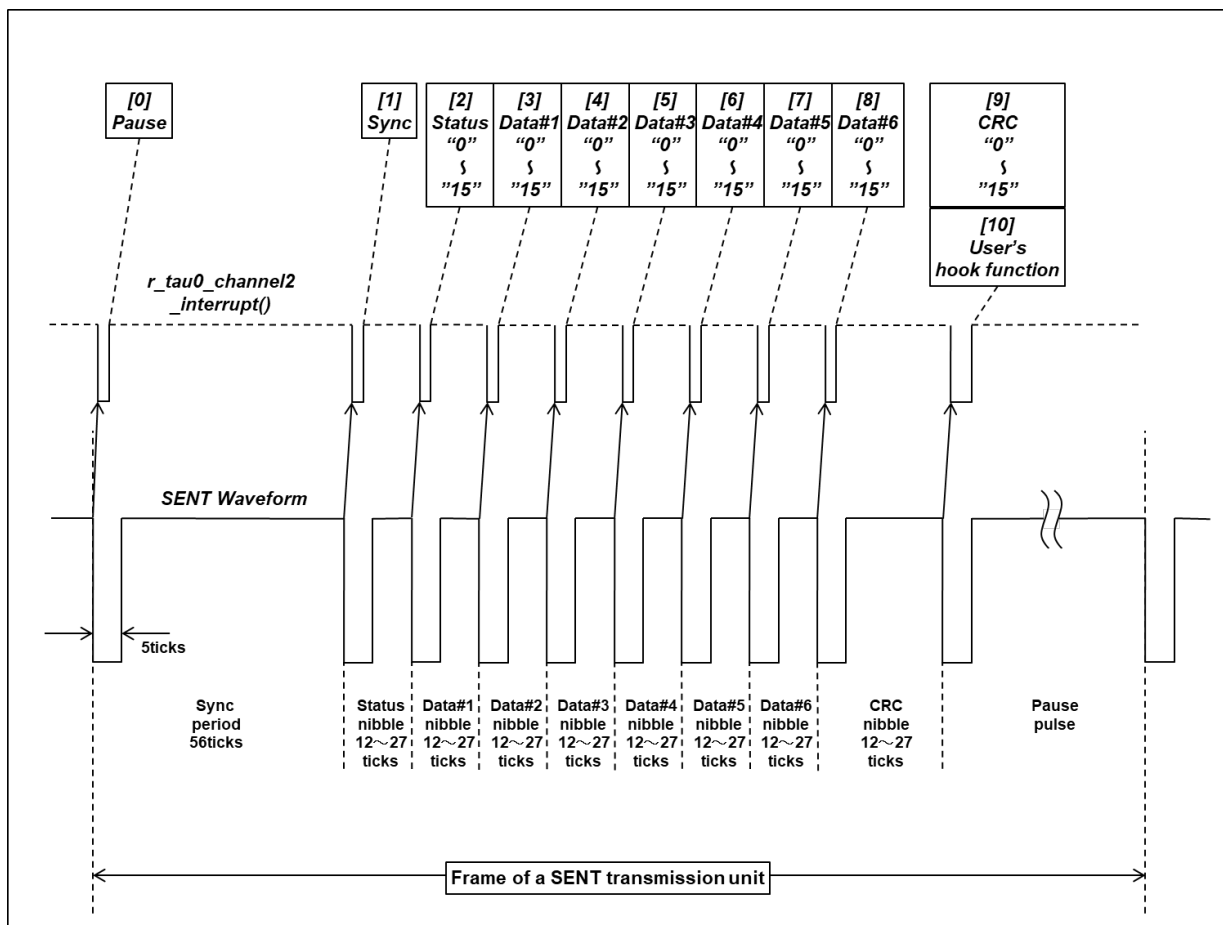 [0]
Pause
[1]
Sync
[2]
Status
“0”
∽
”15”
[3]
Data#1
“0”
∽
”15”
[4]
Data#2
“0”
∽
”15”
[5]
Data#3
“0”
∽
”15”
[6]
Data#4
“0”
∽
”15”
[7]
Data#5
“0”
∽
”15”
[8]
Data#6
“0”
∽
”15”
[9]
CRC
“0”
∽
”15”
[10]
User’s
hook function
r_tau0_channel2
_interrupt()
SENT Waveform
5ticks
Sync
period
56ticks
Status
nibble
12～27
ticks
Data#1
nibble
12～27
ticks
Data#2
nibble
12～27
ticks
Data#3
nibble
12～27
ticks
Data#4
nibble
12～27
ticks
Data#5
nibble
12～27
ticks
Data#6
nibble
12～27
ticks
CRC
nibble
12～27
ticks
Pause
pulse
Frame of a SENT transmission unit